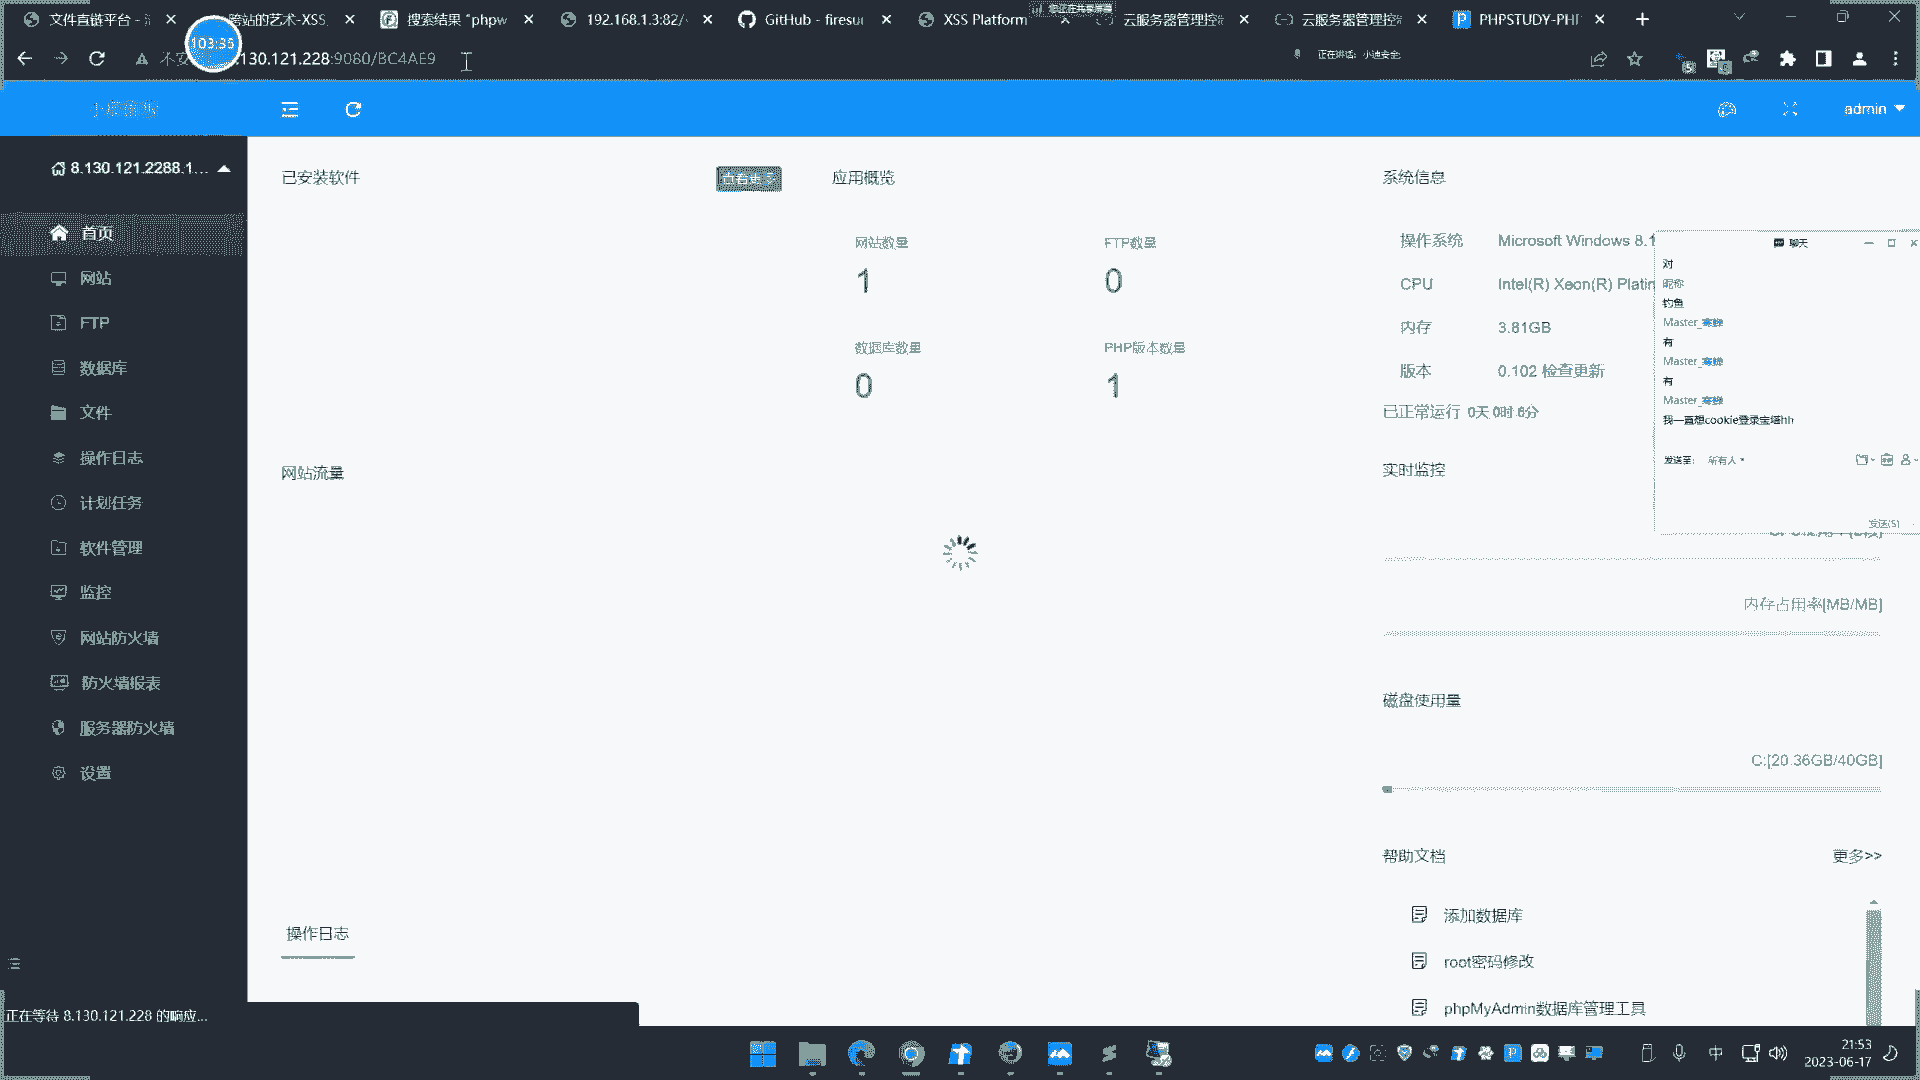 文件直链平台 -
跨站的艺术-XSS
搜索结果 "phpw
192.168.1.3:82/
GitHub - firesu
XSS Platform
云服务器管理控
云服务器管理控
PHPSTUDY-PH
103:35
130.121.228:9080/BC4AE9
正在讲话: 小迪安全;
admin
8.130.121.2288.1...
首页
网站
FTP
数据库
文件
操作日志
计划任务
软件管理
监控
网站防火墙
防火墙报表
服务器防火墙
设置
已安装软件
查看更多
应用概览
网站数量
1
FTP数量
0
数据库数量
0
PHP版本数量
1
网站流量
操作日志
系统信息
操作系统 Microsoft Windows 8.1
CPU Intel(R) Xeon(R) Platin
内存 3.81GB
版本 0.102 检查更新
已正常运行 0天 0时 6分
实时监控
内存占用率[MB/MB]
磁盘使用量
C:[20.36GB/40GB]
帮助文档 更多>>
添加数据库
root密码修改
phpMyAdmin数据库管理工具
聊天
对
昵称
钓鱼
有
有
我一直想cookie登录宝塔hh
发送至: 所有人
发送(S)
正在等待 8.130.121.228 的响应...
中
21:53
2023-06-17